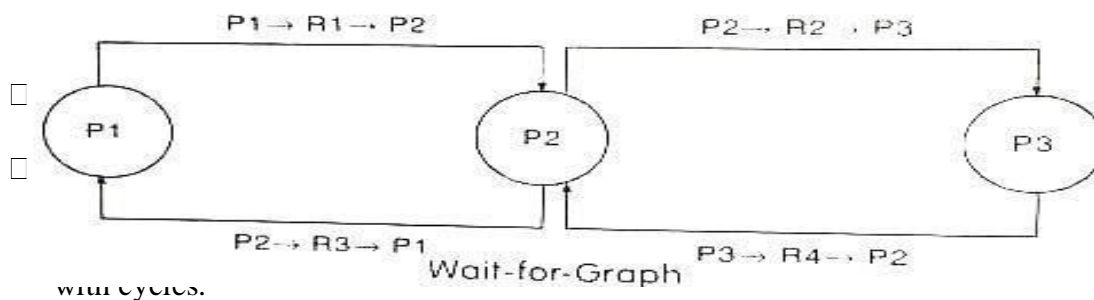 P1 → R1 → P2
P2 → R2 → P3
P1
P2
P3
P2 → R3 → P1
P3 → R4 → P2
Wait-for-Graph
with cycles.